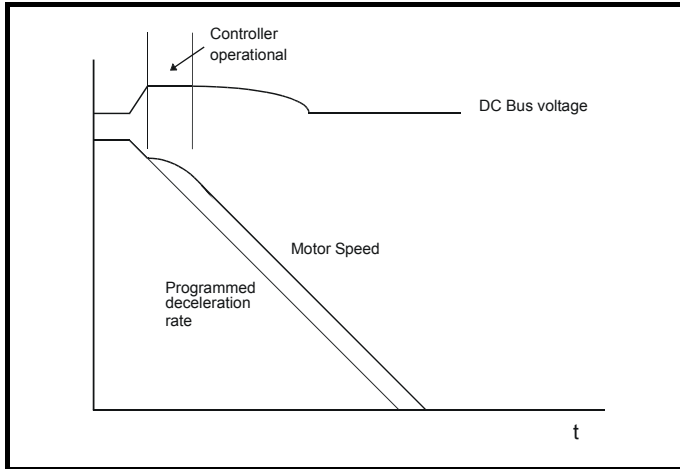 Controller
operational
DC Bus voltage
Motor Speed
Programmed
deceleration
rate
t